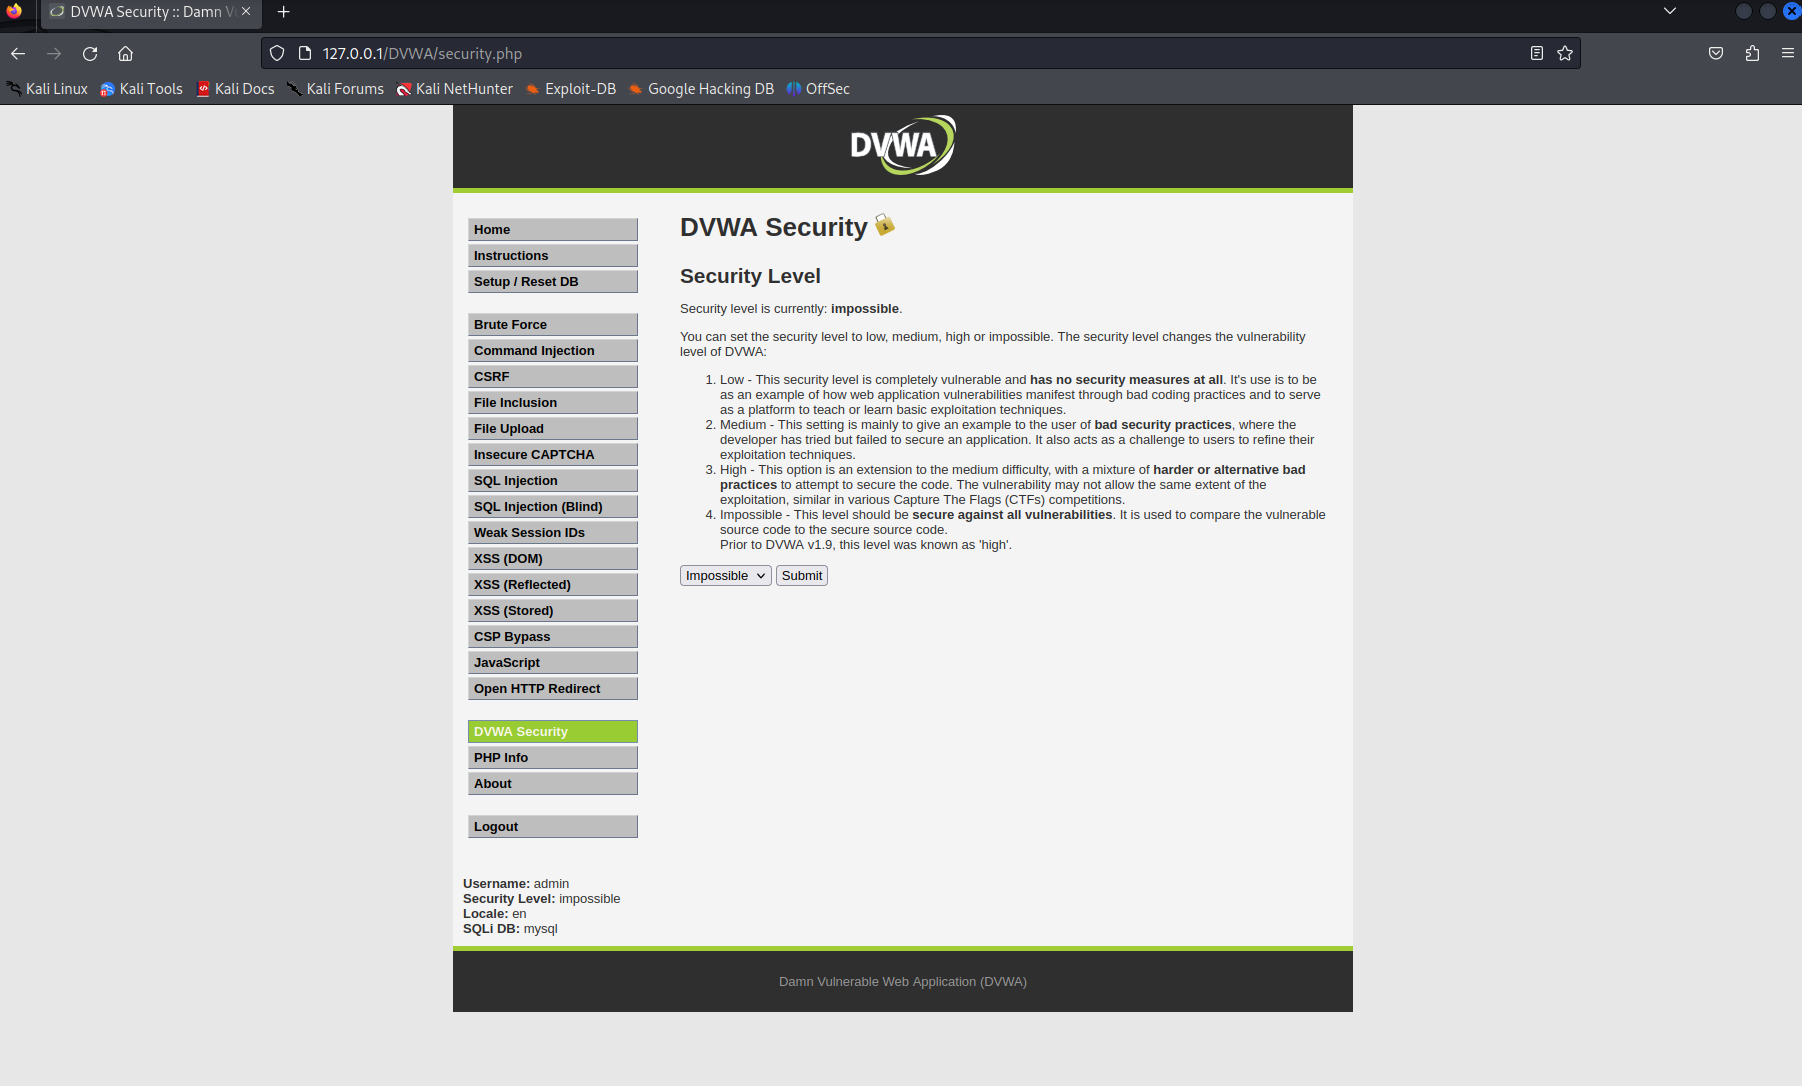 DVWA Security :: Damn Vu
127.0.0.1/DVWA/security.php
Kali Linux Kali Tools Kali Docs Kali Forums Kali NetHunter Exploit-DB Google Hacking DB OffSec
DVWA
Home
Instructions
Setup / Reset DB
Brute Force
Command Injection
CSRF
File Inclusion
File Upload
Insecure CAPTCHA
SQL Injection
SQL Injection (Blind)
Weak Session IDs
XSS (DOM)
XSS (Reflected)
XSS (Stored)
CSP Bypass
JavaScript
Open HTTP Redirect
DVWA Security
PHP Info
About
Logout
Username: admin
Security Level: impossible
Locale: en
SQLi DB: mysql
DVWA Security
Security Level
Security level is currently: impossible.
You can set the security level to low, medium, high or impossible. The security level changes the vulnerability
level of DVWA:
1. Low - This security level is completely vulnerable and has no security measures at all. It's use is to be
as an example of how web application vulnerabilities manifest through bad coding practices and to serve
as a platform to teach or learn basic exploitation techniques.
2. Medium - This setting is mainly to give an example to the user of bad security practices, where the
developer has tried but failed to secure an application. It also acts as a challenge to users to refine their
exploitation techniques.
3. High - This option is an extension to the medium difficulty, with a mixture of harder or alternative bad
practices to attempt to secure the code. The vulnerability may not allow the same extent of the
exploitation, similar in various Capture The Flags (CTFs) competitions.
4. Impossible - This level should be secure against all vulnerabilities. It is used to compare the vulnerable
source code to the secure source code.
Prior to DVWA v1.9, this level was known as 'high'.
Impossible Submit
Damn Vulnerable Web Application (DVWA)